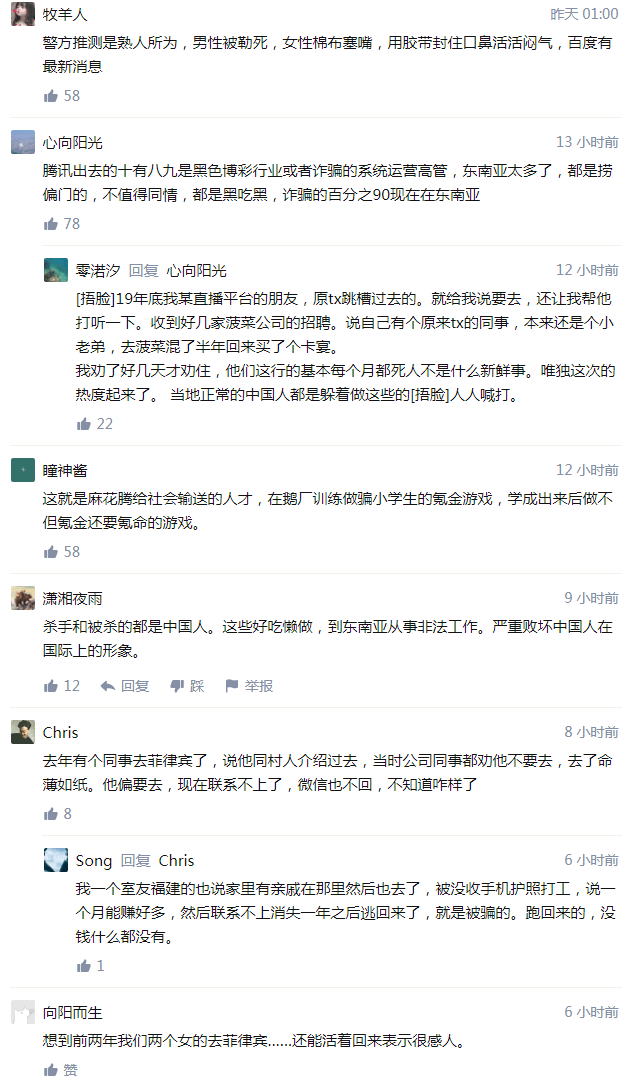 牧羊人 昨天 01:00
警方推测是熟人所为，男性被勒死，女性棉布塞嘴，用胶带封住口鼻活活闷气，百度有
最新消息
58
心向阳光 13 小时前
腾讯出去的十有八九是黑色博彩行业或者诈骗的系统运营高管，东南亚太多了，都是捞
偏门的，不值得同情，都是黑吃黑，诈骗的百分之90现在在东南亚
78
零渃汐 回复 心向阳光 12 小时前
[捂脸]19年底我某直播平台的朋友，原tx跳槽过去的。就给我说要去，还让我帮他
打听一下。收到好几家菠菜公司的招聘。说自己有个原来tx的同事，本来还是个小
老弟，去菠菜混了半年回来买了个卡宴。
我劝了好几天才劝住，他们这行的基本每个月都死人不是什么新鲜事。唯独这次的
热度起来了。 当地正常的中国人都是躲着做这些的[捂脸]人人喊打。
22
瞳神酱 12 小时前
这就是麻花腾给社会输送的人才，在鹅厂训练做骗小学生的氪金游戏，学成出来后做不
但氪金还要氪命的游戏。
58
潇湘夜雨 9 小时前
杀手和被杀的都是中国人。这些好吃懒做，到东南亚从事非法工作。严重败坏中国人在
国际上的形象。
12 回复 踩 举报
Chris 8 小时前
去年有个同事去菲律宾了，说他同村人介绍过去，当时公司同事都劝他不要去，去了命
薄如纸。他偏要去，现在联系不上了，微信也不回，不知道咋样了
8
Song 回复 Chris 6 小时前
我一个室友福建的也说家里有亲戚在那里然后也去了，被没收手机护照打工，说一
个月能赚好多，然后联系不上消失一年之后逃回来了，就是被骗的。跑回来的，没
钱什么都没有。
1
向阳而生 6 小时前
想到前两年我们两个女的去菲律宾......还能活着回来表示很感人。
赞